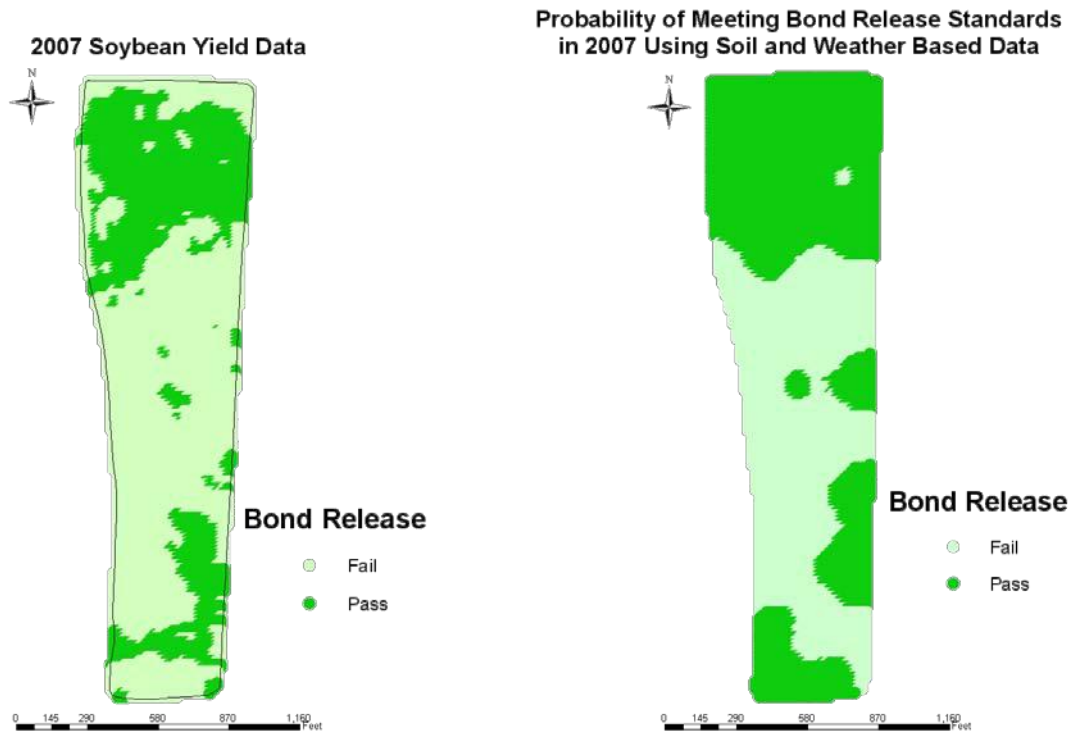 2007 Soybean Yield Data
N
Bond Release
Fail
Pass
0 145 290 580 870 1,160
Feet
Probability of Meeting Bond Release Standards
in 2007 Using Soil and Weather Based Data
N
Bond Release
Fail
Pass
0 145 290 580 870 1,160
Feet